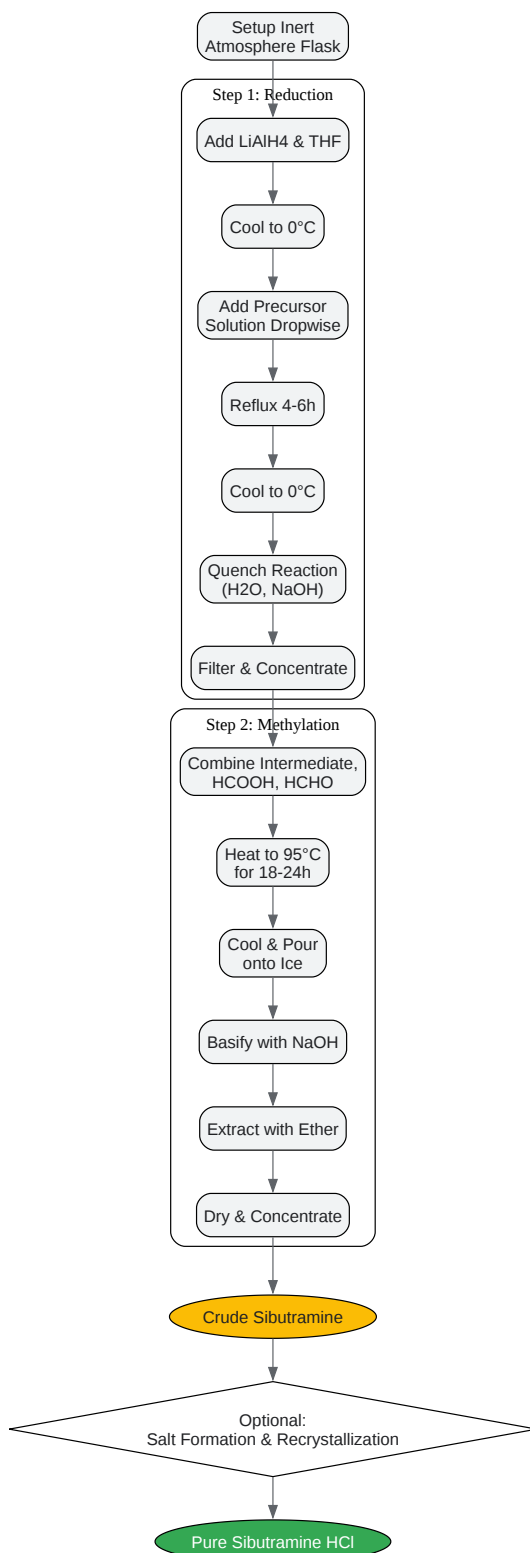 Setup Inert
Atmosphere Flask
Step 1: Reduction
Add LiAlH4 & THF
Cool to 0°C
Add Precursor
Solution Dropwise
Reflux 4-6h
Cool to 0°C
Quench Reaction
(H2O, NaOH)
Filter & Concentrate
Step 2: Methylation
Combine Intermediate,
HCOOH, HCHO
Heat to 95°C
for 18-24h
Cool & Pour
onto Ice
Basify with NaOH
Extract with Ether
Dry & Concentrate
Crude Sibutramine
Optional:
Salt Formation & Recrystallization
Pure Sibutramine HCl